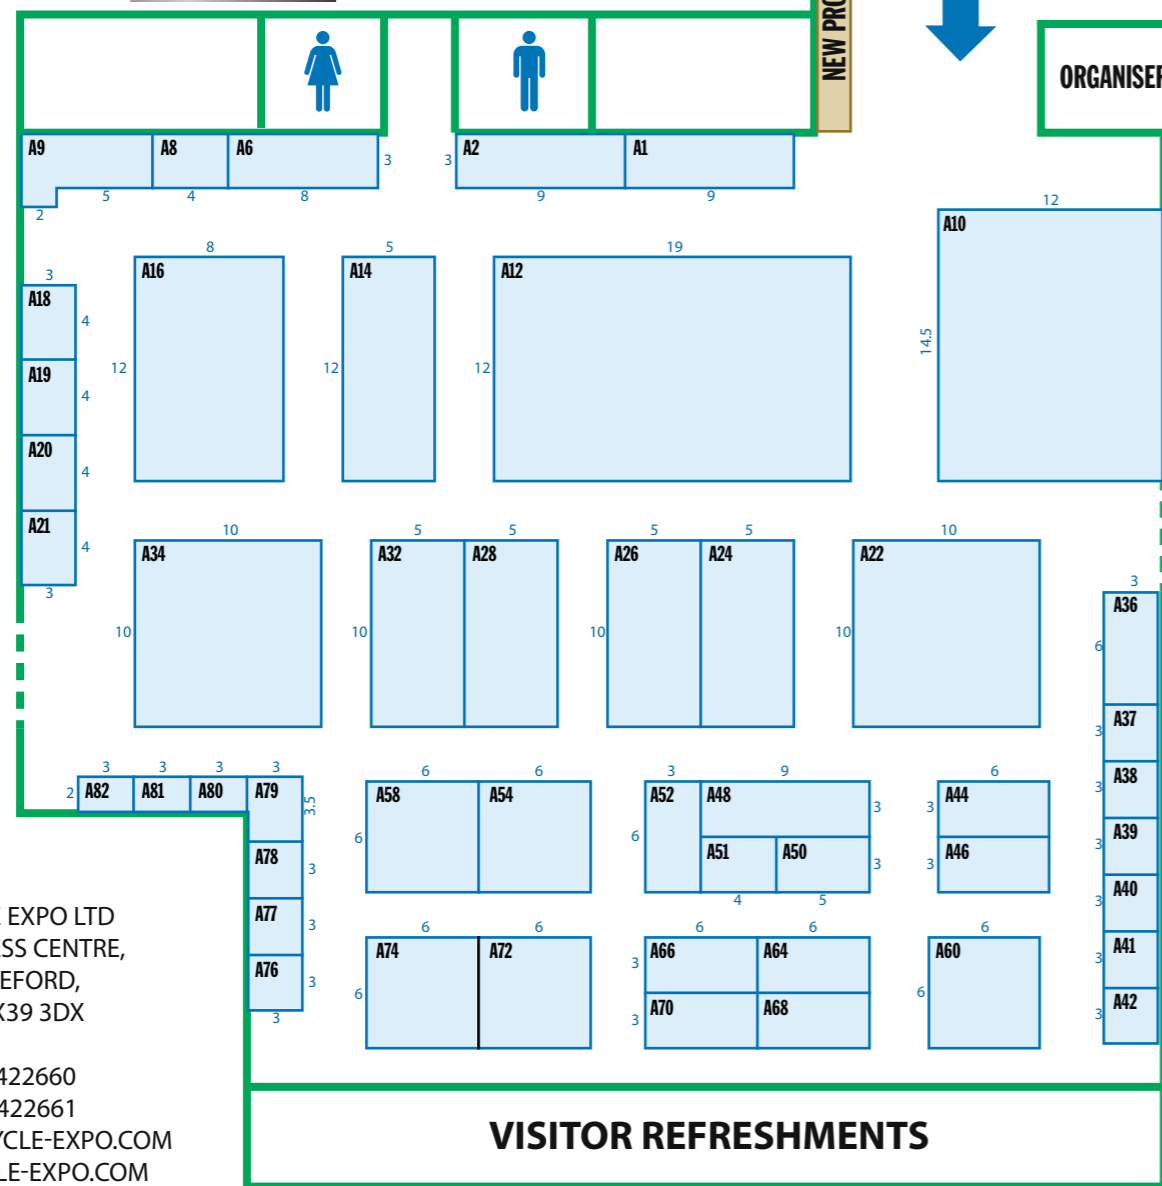 NEW PRO
ORGANISER
A9
A8
A6
3
3
A2
A1
5
4
8
9
9
2
12
A10
14.5
8
A16
12
5
A14
12
19
A12
12
3
A18
4
A19
4
A20
4
A21
4
3
10
A34
10
5
5
A32
A28
10
5
5
A26
A24
10
10
A22
10
3
A36
6
A37
3
A38
3
A39
3
A40
3
A41
3
A42
3
3
3
3
3
2
A82
A81
A80
A79
3.5
A78
3
A77
3
A76
3
3
6
6
A58
A54
6
3
9
A52
A48
3
6
A51
A50
3
4
5
6
3
A44
3
A46
6
6
A74
A72
6
6
6
3
A66
A64
3
A70
A68
6
A60
6
EXPO LTD
ESS CENTRE,
EFORD,
X39 3DX
422660
422661
YCLE-EXPO.COM
LE-EXPO.COM
VISITOR REFRESHMENTS